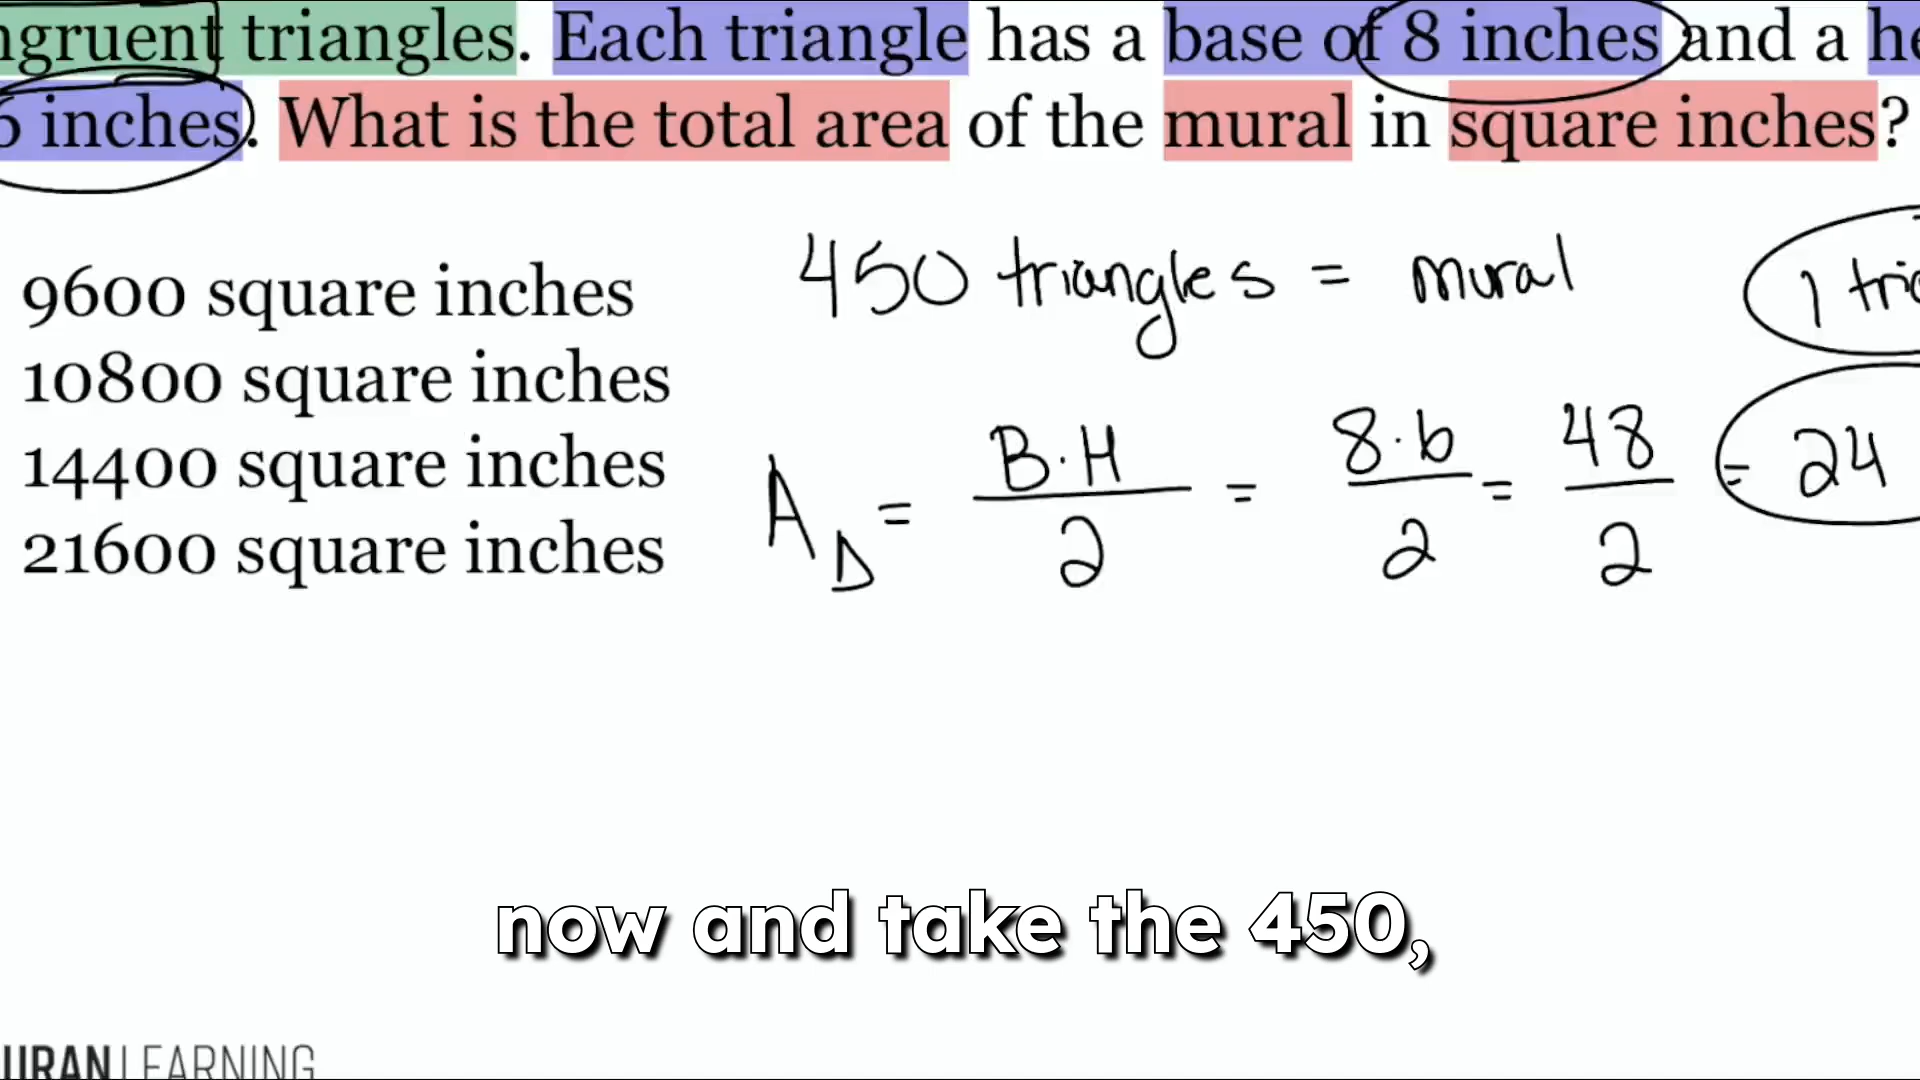 ngruent triangles. Each triangle has a base of 8 inches and a he
6 inches. What is the total area of the mural in square inches?
9600 square inches
10800 square inches
14400 square inches
21600 square inches
450 triangles = mural
1 tria
A△ = B·H/2 = 8·6/2 = 48/2 = 24
now and take the 450,
URAN LEARNING